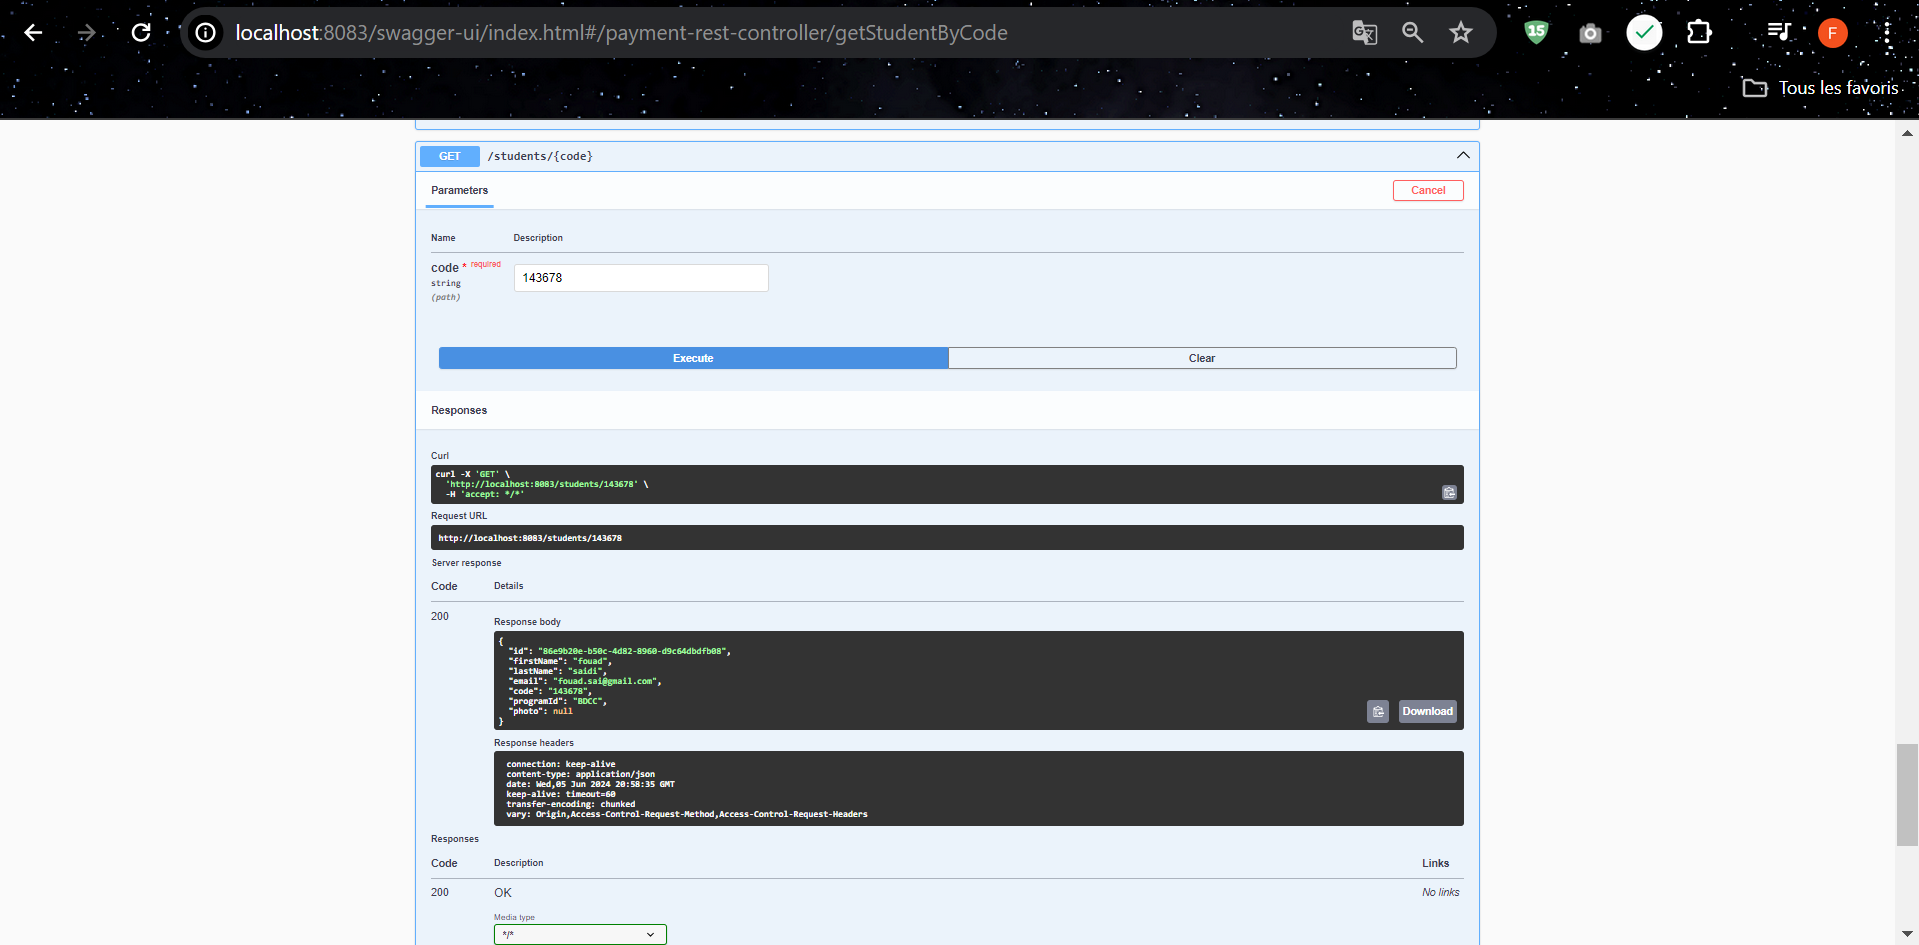 localhost:8083/swagger-ui/index.html#/payment-rest-controller/getStudentByCode
15
F
Tous les favoris
GET /students/{code}
Parameters
Cancel
Name Description
code * required
string
(path)
143678
Execute Clear
Responses
Curl
curl -X 'GET' \
'http://localhost:8083/students/143678' \
-H 'accept: */*'
Request URL
http://localhost:8083/students/143678
Server response
Code Details
200
Response body
{
"id": "86e9b20e-b50c-4d82-8960-d9c64dbdfb08",
"firstName": "fouad",
"lastName": "saidi",
"email": "fouad.sai@gmail.com",
"code": "143678",
"programId": "BDCC",
"photo": null
}
Download
Response headers
connection: keep-alive
content-type: application/json
date: Wed,05 Jun 2024 20:58:35 GMT
keep-alive: timeout=60
transfer-encoding: chunked
vary: Origin,Access-Control-Request-Method,Access-Control-Request-Headers
Responses
Code Description Links
200 OK No links
Media type
*/*